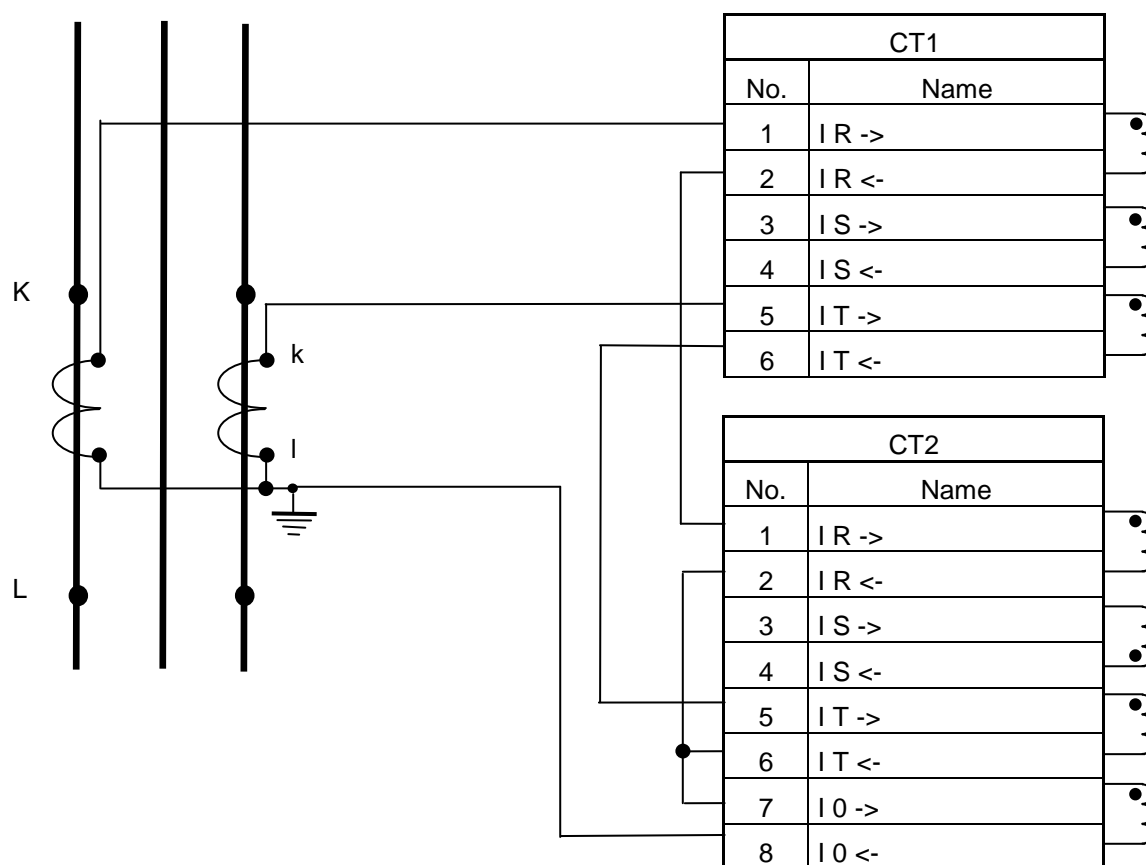 CT1
No. Name
1 I R ->
2 I R <-
3 I S ->
4 I S <-
5 I T ->
6 I T <-
K
k
l
L
CT2
No. Name
1 I R ->
2 I R <-
3 I S ->
4 I S <-
5 I T ->
6 I T <-
7 I 0 ->
8 I 0 <-